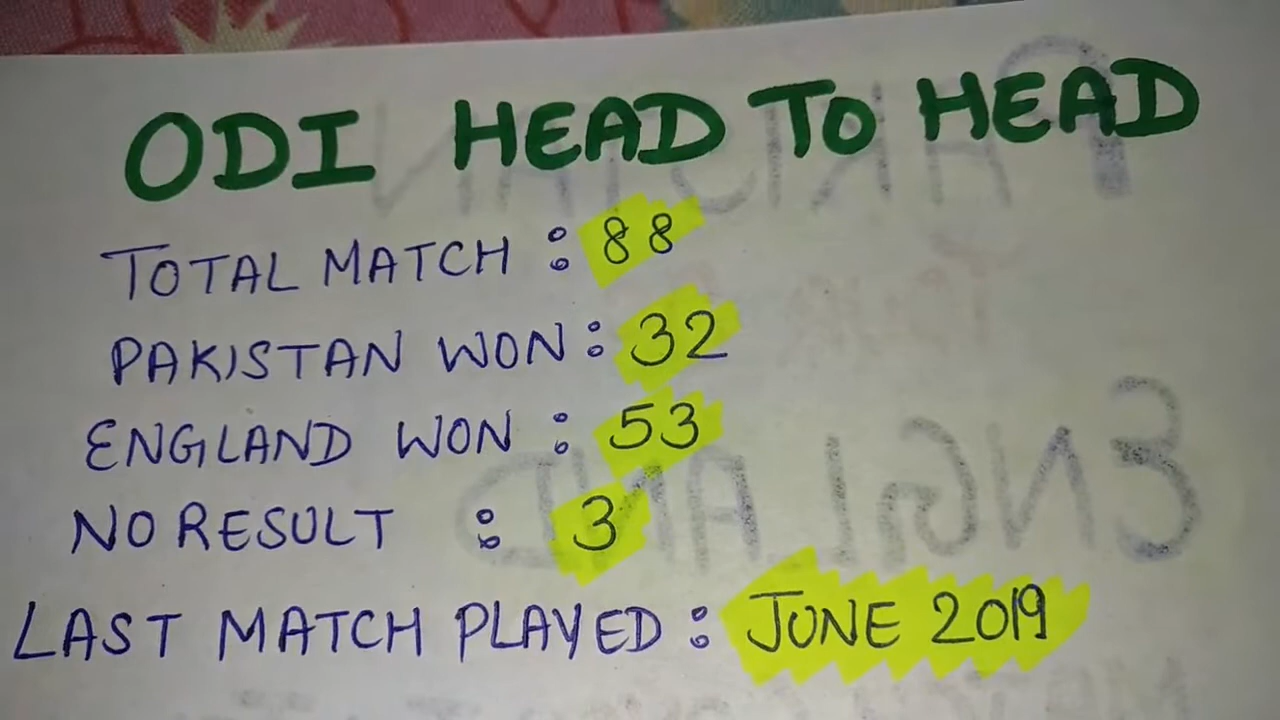 ODI HEAD TO HEAD
TOTAL MATCH : 88
PAKISTAN WON : 32
ENGLAND WON : 53
NO RESULT : 3
LAST MATCH PLAYED : JUNE 2019